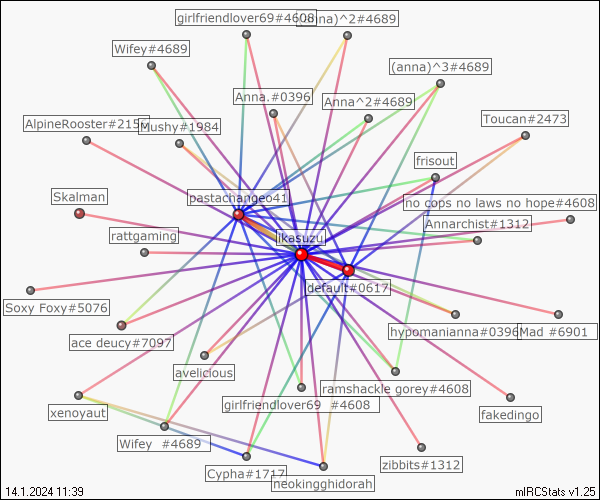 girlfriendlover69#4608
(anna)^2#4689
Wifey#4689
(anna)^3#4689
Anna.#0396
Anna^2#4689
AlpineRooster#215
Mushy#1984
Toucan#2473
frisout
Skalman
pastachange041
no cops no laws no hope#4608
Annarchist#1312
rattgaming
ikasuzu
default#0617
Soxy Foxy#5076
hypomanianna#0396
Mad #6901
ace deucy#7097
avelicious
ramshackle gorey#4608
xenoyaut
girlfriendlover69 #4608
fakedingo
Wifey #4689
zibbits#1312
Cypha#1717
neokingghidorah
14.1.2024 11:39
mIRCStats v1.25